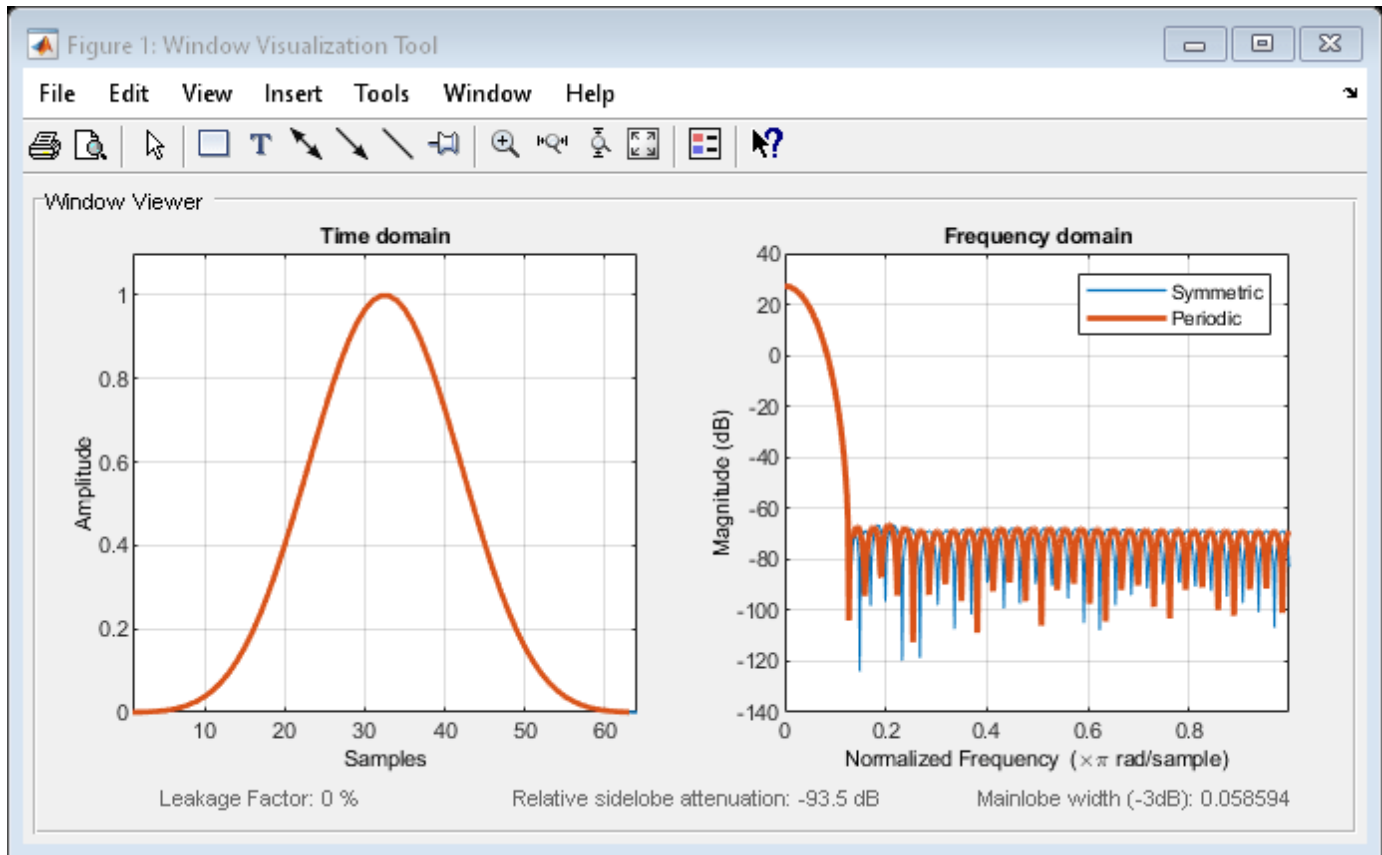 Figure 1: Window Visualization Tool
File Edit View Insert Tools Window Help
T
?
Window Viewer
Time domain
1
0.8
0.6
0.4
0.2
0
Amplitude
10 20 30 40 50 60
Samples
Frequency domain
40
20
0
-20
-40
-60
-80
-100
-120
-140
Magnitude (dB)
Symmetric
Periodic
0 0.2 0.4 0.6 0.8
Normalized Frequency (×π rad/sample)
Leakage Factor: 0 % Relative sidelobe attenuation: -93.5 dB Mainlobe width (-3dB): 0.058594